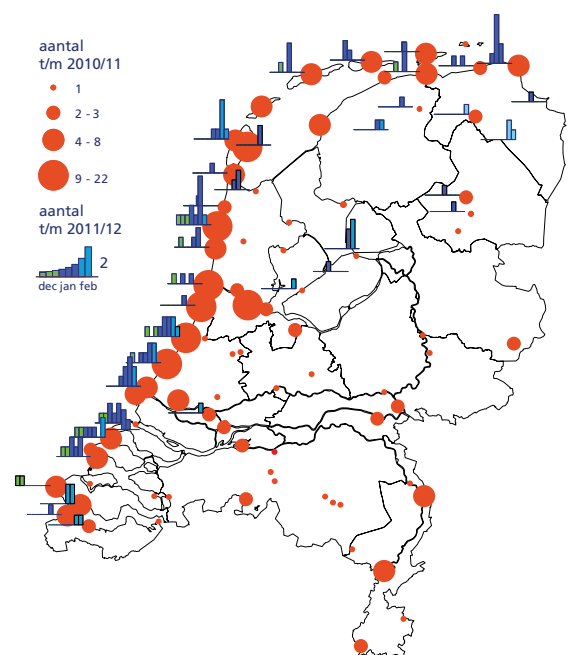 aantal
t/m 2010/11
1
2 - 3
4 - 8
9 - 22
aantal
t/m 2011/12
2
dec jan feb